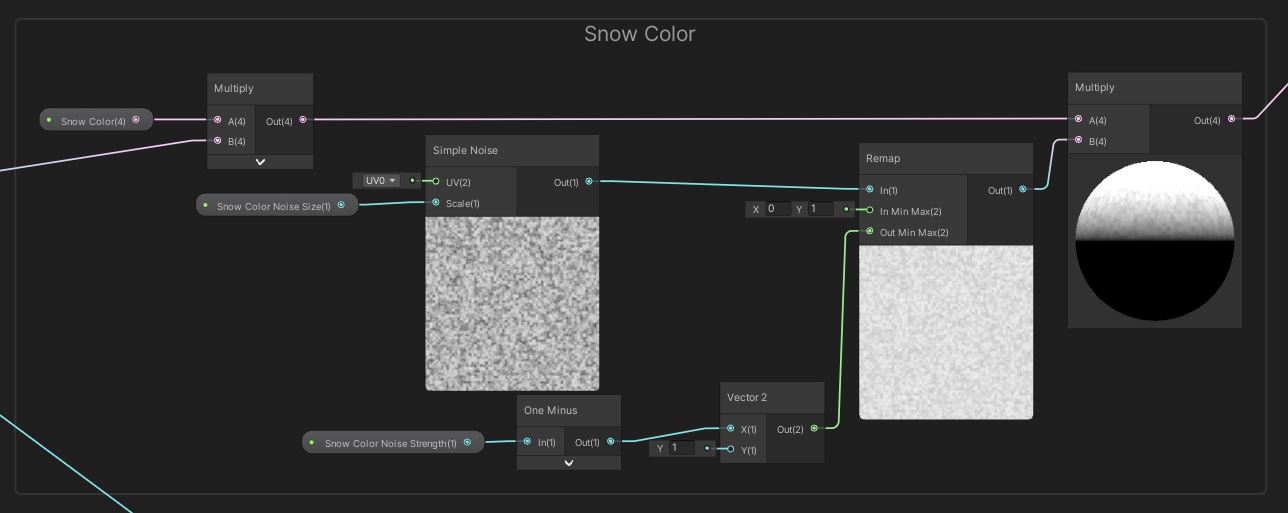 Snow Color
Multiply
Snow Color(4)
A(4)
Out(4)
B(4)
Simple Noise
UV0
UV(2)
Out(1)
Snow Color Noise Size(1)
Scale(1)
Remap
In(1)
Out(1)
X 0 Y 1
In Min Max(2)
Out Min Max(2)
Multiply
A(4)
Out(4)
B(4)
One Minus
Snow Color Noise Strength(1)
In(1)
Out(1)
Vector 2
X(1)
Out(2)
Y 1
Y(1)